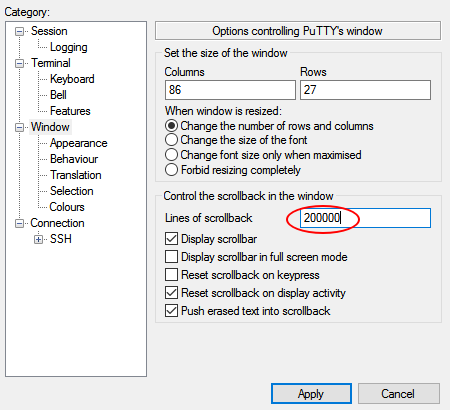 Category:
Session
Logging
Terminal
Keyboard
Bell
Features
Window
Appearance
Behaviour
Translation
Selection
Colours
Connection
SSH
Options controlling PuTTY's window
Set the size of the window
Columns Rows
86 27
When window is resized:
Change the number of rows and columns
Change the size of the font
Change font size only when maximised
Forbid resizing completely
Control the scrollback in the window
Lines of scrollback 200000
Display scrollbar
Display scrollbar in full screen mode
Reset scrollback on keypress
Reset scrollback on display activity
Push erased text into scrollback
Apply Cancel